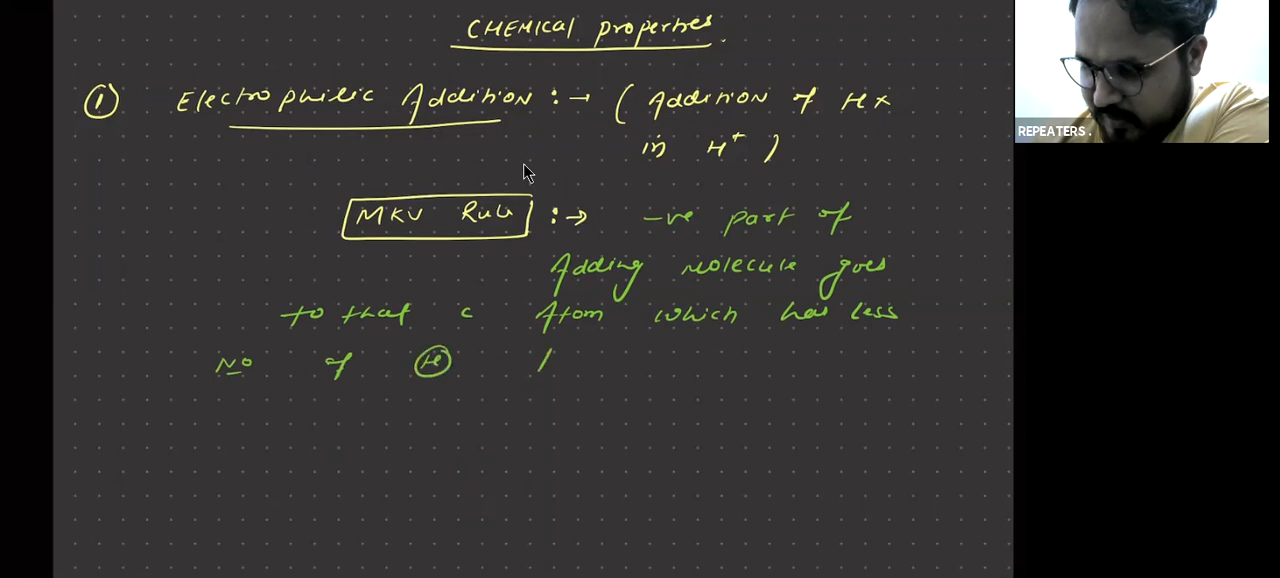 CHEMICAL properties.
① Electrophilic Addition :→ ( Addition of HX
in H⁺ )
MKV Rule :→ -ve part of
Adding molecule goes
to that c Atom which has less
No of H /
REPEATERS .